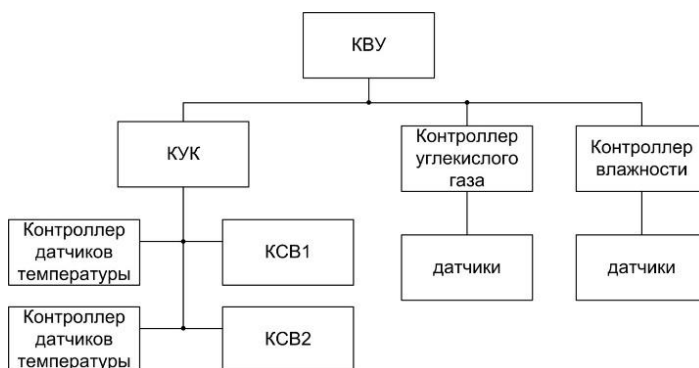 КВУ
КУК
Контроллер
углекислого
газа
Контроллер
влажности
Контроллер
датчиков
температуры
КСВ1
датчики
датчики
Контроллер
датчиков
температуры
КСВ2